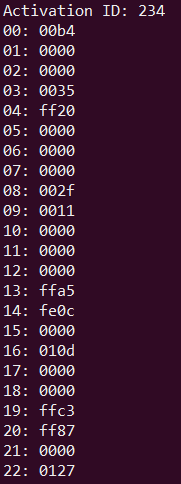 Activation ID: 234
00: 00b4
01: 0000
02: 0000
03: 0035
04: ff20
05: 0000
06: 0000
07: 0000
08: 002f
09: 0011
10: 0000
11: 0000
12: 0000
13: ffa5
14: fe0c
15: 0000
16: 010d
17: 0000
18: 0000
19: ffc3
20: ff87
21: 0000
22: 0127